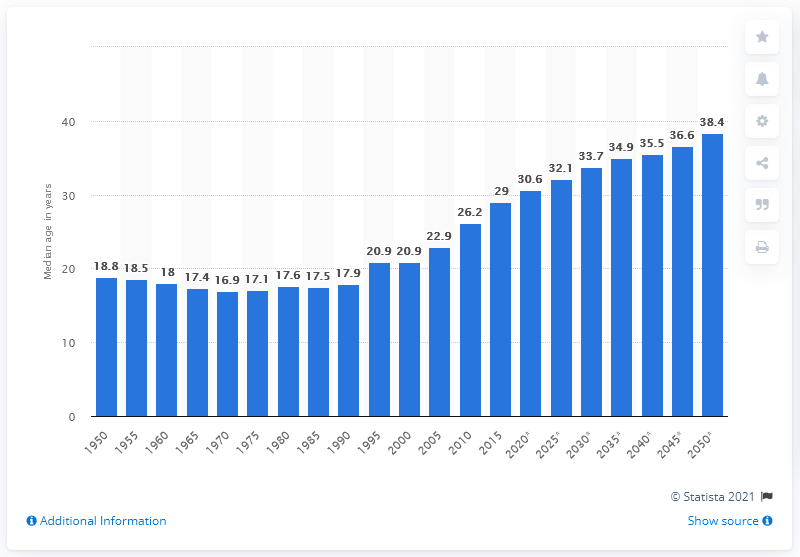 Median age in years
40
30
20
10
0
18.8 18.5 18 17.4 16.9 17.1 17.6 17.5 17.9 20.9 20.9 22.9 26.2 29 30.6 32.1 33.7 34.9 35.5 36.6 38.4
1950 1955 1960 1965 1970 1975 1980 1985 1990 1995 2000 2005 2010 2015 2020* 2025* 2030* 2035* 2040* 2045* 2050*
© Statista 2021
Additional Information
Show source